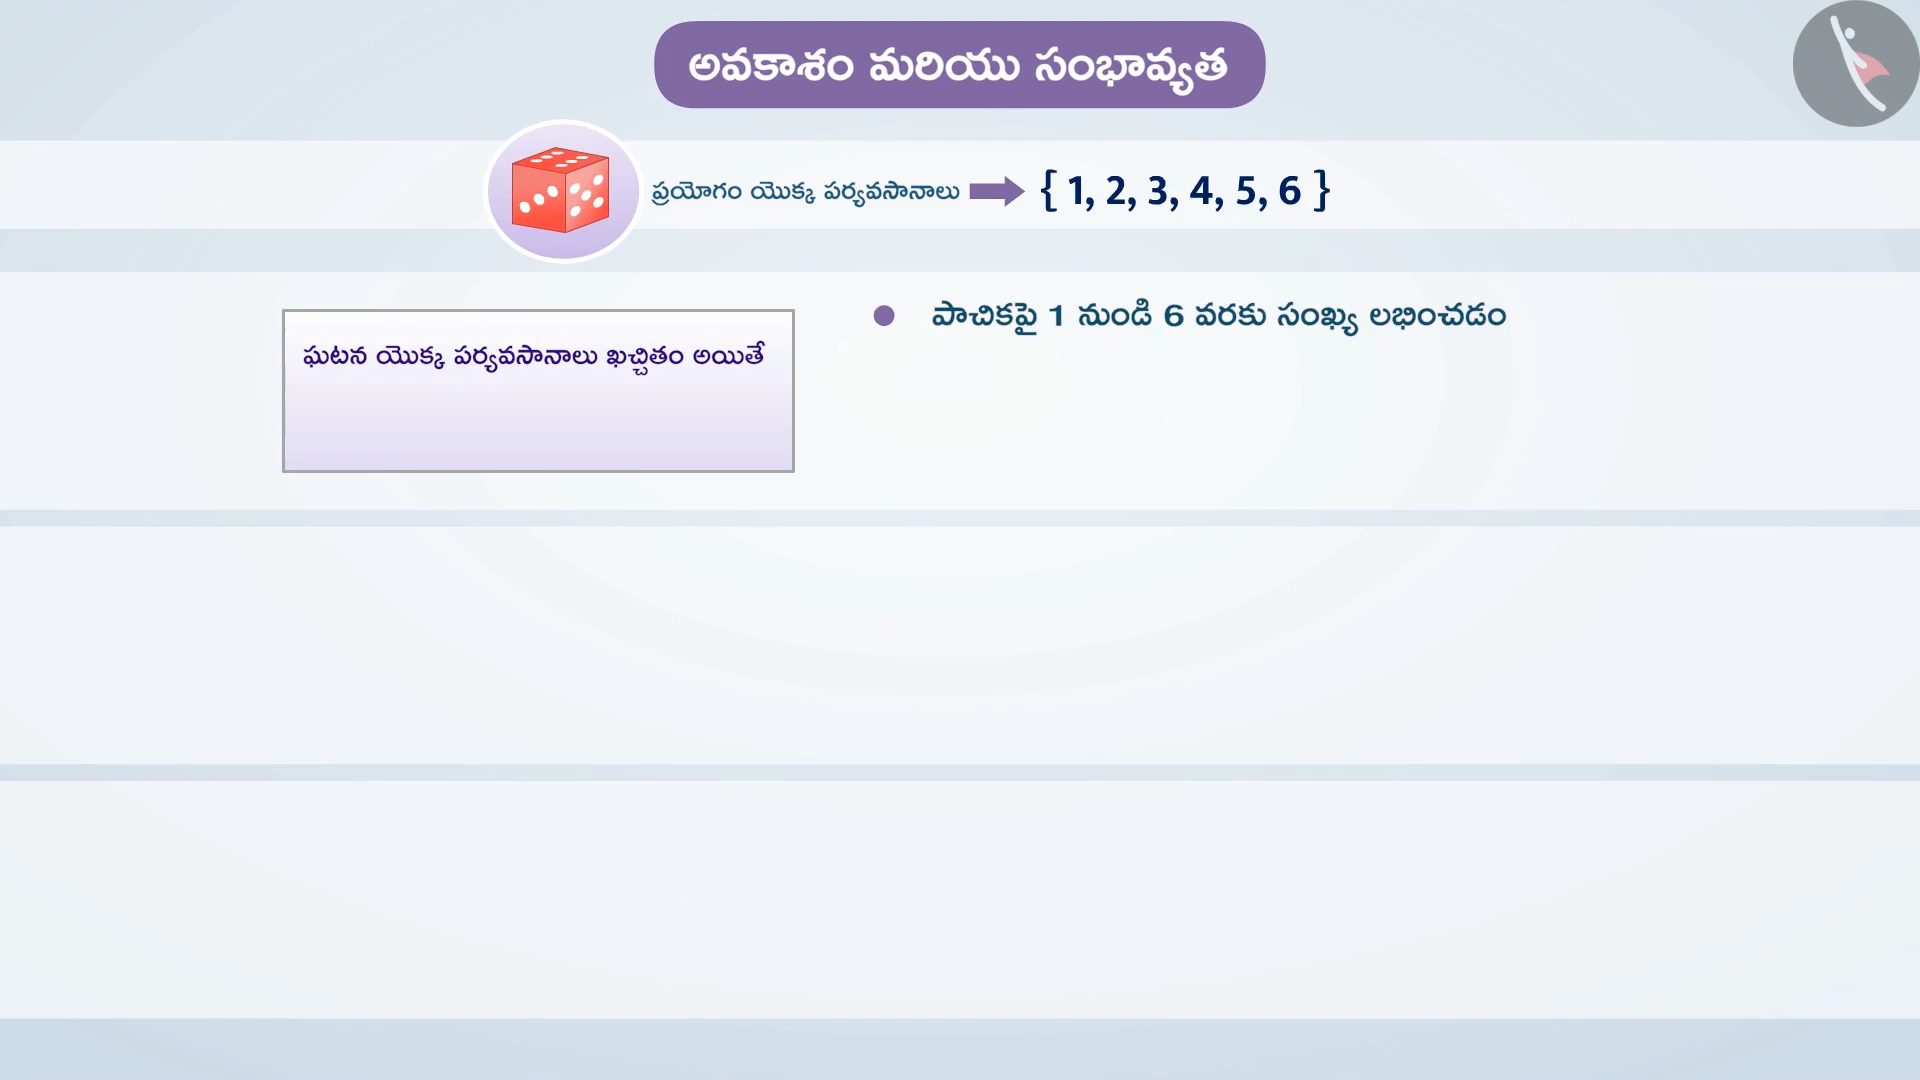 అవకాశం మరియు సంభావ్యత
ప్రయోగం యొక్క పర్యవసానాలు { 1, 2, 3, 4, 5, 6 }
ఘటన యొక్క పర్యవసానాలు ఖచ్చితం అయితే
పాచికపై 1 నుండి 6 వరకు సంఖ్య లభించడం